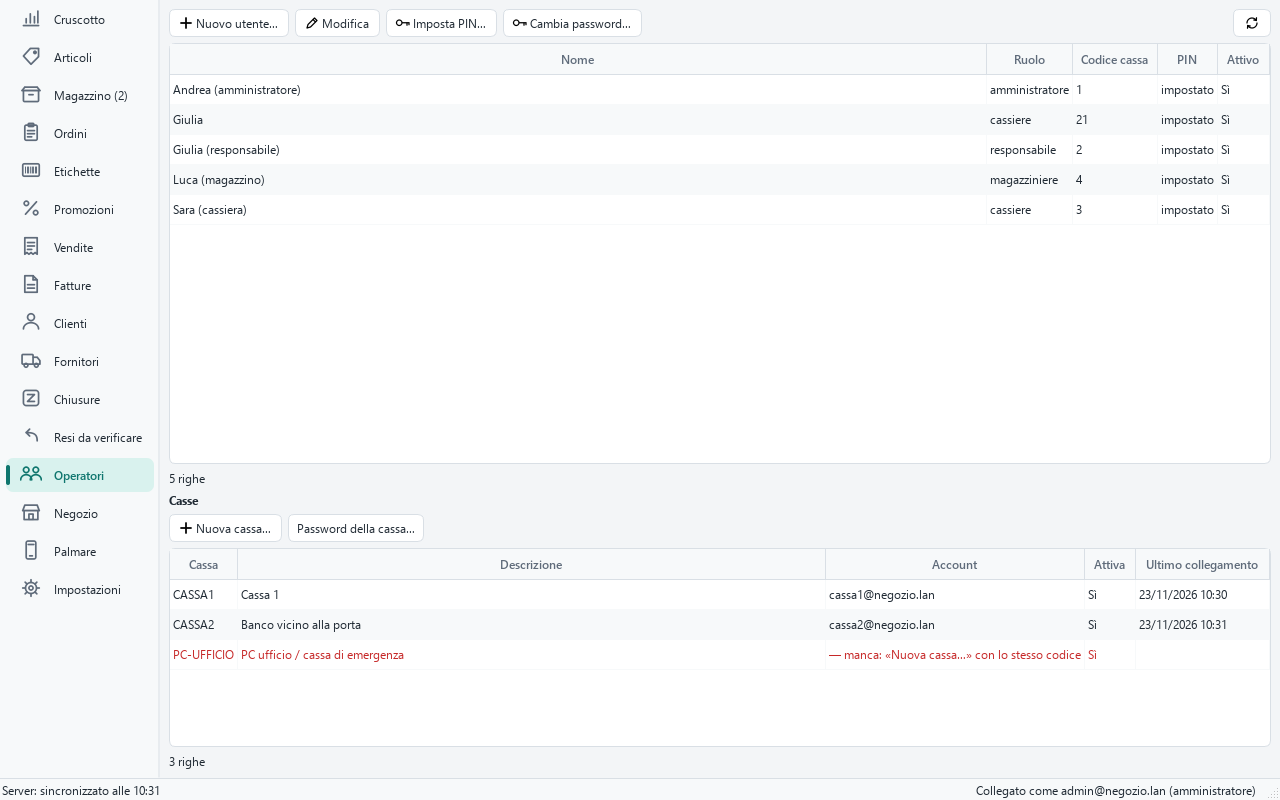 Cruscotto
Articoli
Magazzino (2)
Ordini
Etichette
Promozioni
Vendite
Fatture
Clienti
Fornitori
Chiusure
Resi da verificare
Operatori
Negozio
Palmare
Impostazioni
Nuovo utente... Modifica Imposta PIN... Cambia password...
Nome Ruolo Codice cassa PIN Attivo
Andrea (amministratore) amministratore 1 impostato Sì
Giulia cassiere 21 impostato Sì
Giulia (responsabile) responsabile 2 impostato Sì
Luca (magazzino) magazziniere 4 impostato Sì
Sara (cassiera) cassiere 3 impostato Sì
5 righe
Casse
Nuova cassa... Password della cassa...
Cassa Descrizione Account Attiva Ultimo collegamento
CASSA1 Cassa 1 cassa1@negozio.lan Sì 23/11/2026 10:30
CASSA2 Banco vicino alla porta cassa2@negozio.lan Sì 23/11/2026 10:31
PC-UFFICIO PC ufficio / cassa di emergenza — manca: «Nuova cassa...» con lo stesso codice Sì
3 righe
Server: sincronizzato alle 10:31 Collegato come admin@negozio.lan (amministratore)